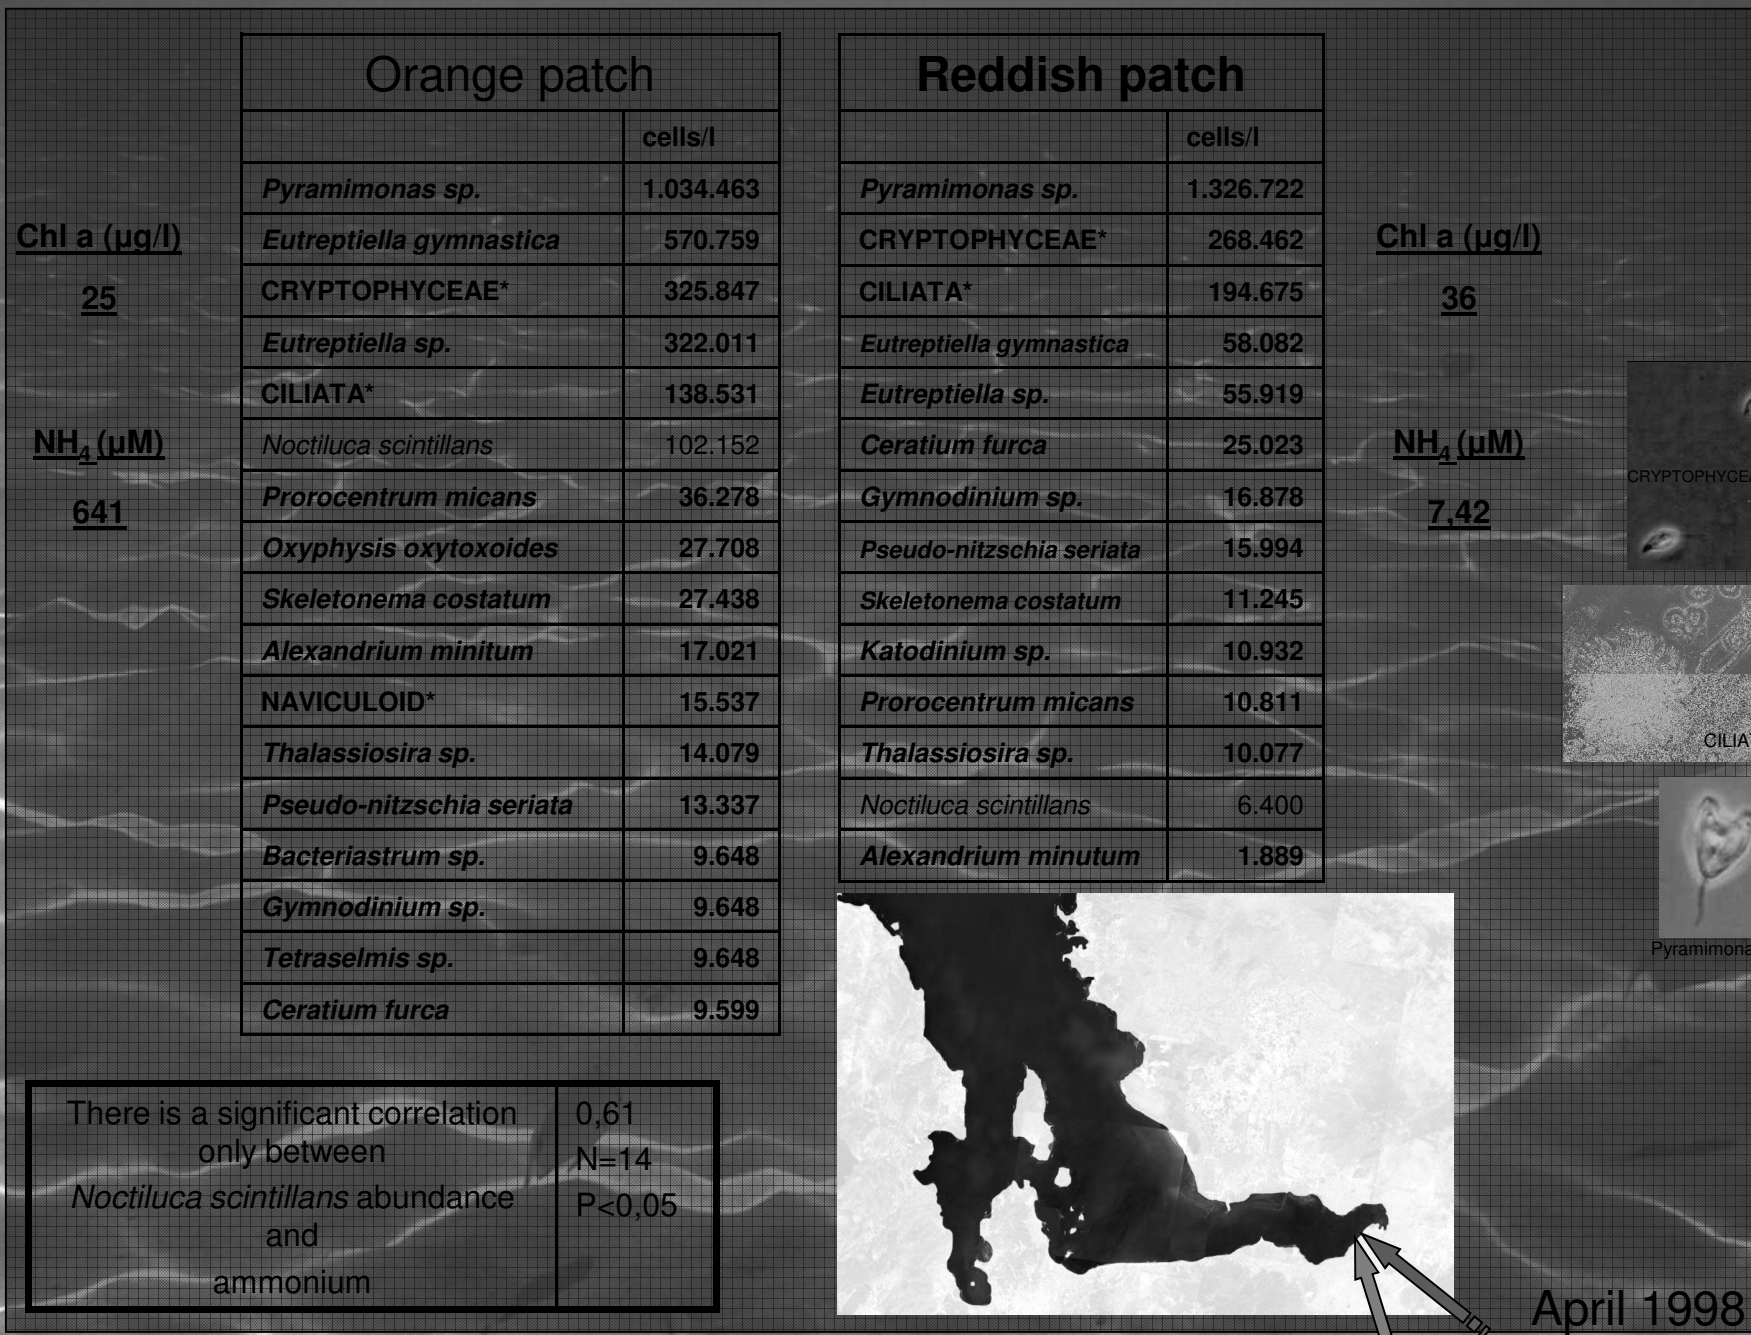 Orange patch
cells/l
Pyramimonas sp. 1.034.463
Eutreptiella gymnastica 570.759
CRYPTOPHYCEAE* 325.847
Eutreptiella sp. 322.011
CILIATA* 138.531
Noctiluca scintillans 102.152
Prorocentrum micans 36.278
Oxyphysis oxytoxoides 27.708
Skeletonema costatum 27.438
Alexandrium minitum 17.021
NAVICULOID* 15.537
Thalassiosira sp. 14.079
Pseudo-nitzschia seriata 13.337
Bacteriastrum sp. 9.648
Gymnodinium sp. 9.648
Tetraselmis sp. 9.648
Ceratium furca 9.599
Chl a (µg/l)
25
NH4 (µM)
641
Reddish patch
cells/l
Pyramimonas sp. 1.326.722
CRYPTOPHYCEAE* 268.462
CILIATA* 194.675
Eutreptiella gymnastica 58.082
Eutreptiella sp. 55.919
Ceratium furca 25.023
Gymnodinium sp. 16.878
Pseudo-nitzschia seriata 15.994
Skeletonema costatum 11.245
Katodinium sp. 10.932
Prorocentrum micans 10.811
Thalassiosira sp. 10.077
Noctiluca scintillans 6.400
Alexandrium minutum 1.889
Chl a (µg/l)
36
NH4 (µM)
7,42
CRYPTOPHYCEA
CILIAT
Pyramimona
There is a significant correlation
only between
Noctiluca scintillans abundance
and
ammonium
0,61
N=14
P<0,05
April 1998